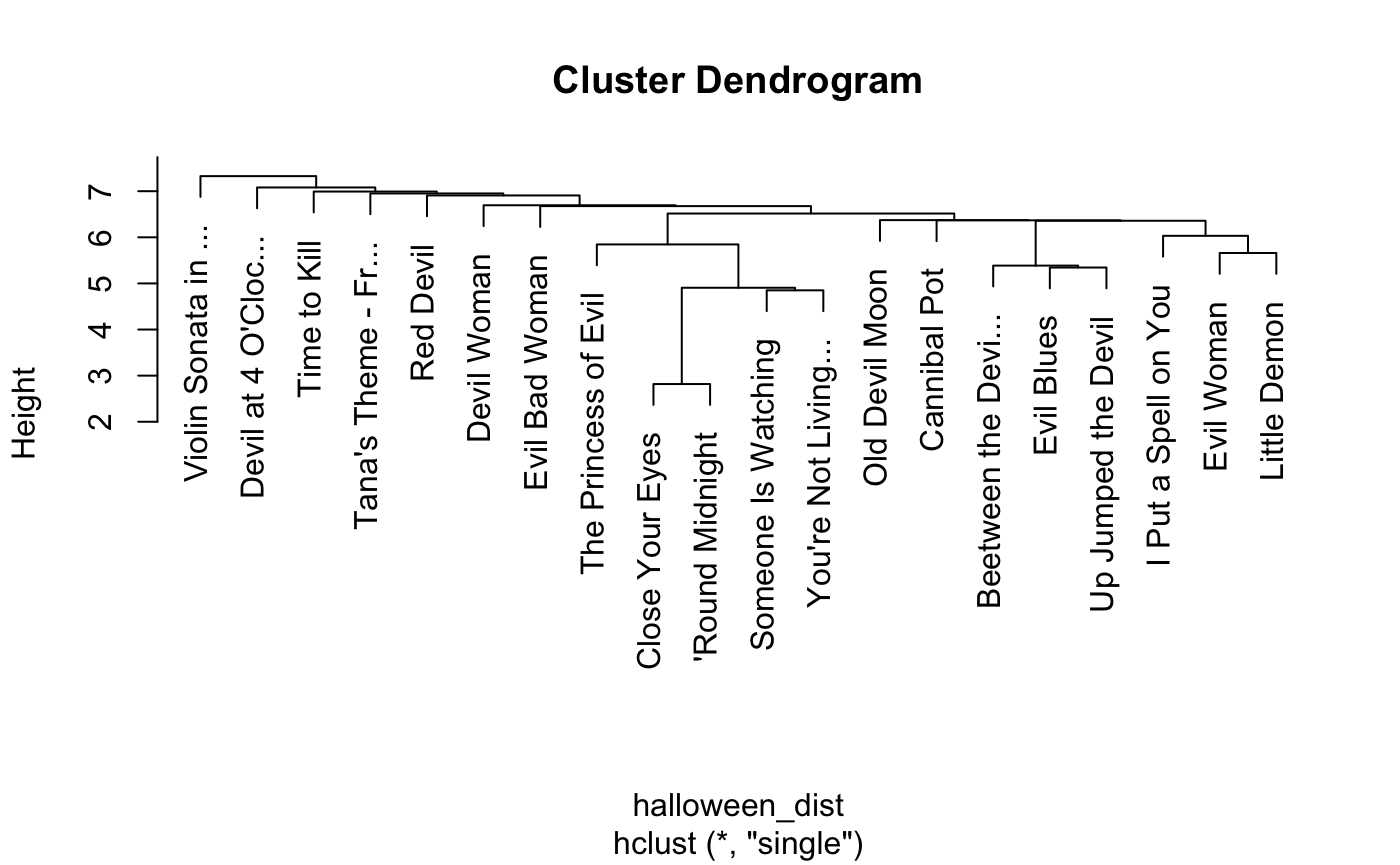 Cluster Dendrogram
Height
7
6
5
4
3
2
Violin Sonata in ...
Devil at 4 O'Cloc...
Time to Kill
Tana's Theme - Fr...
Red Devil
Devil Woman
Evil Bad Woman
The Princess of Evil
Close Your Eyes
'Round Midnight
Someone Is Watching
You're Not Living...
Old Devil Moon
Cannibal Pot
Beetween the Devi...
Evil Blues
Up Jumped the Devil
I Put a Spell on You
Evil Woman
Little Demon
halloween_dist
hclust (*, "single")